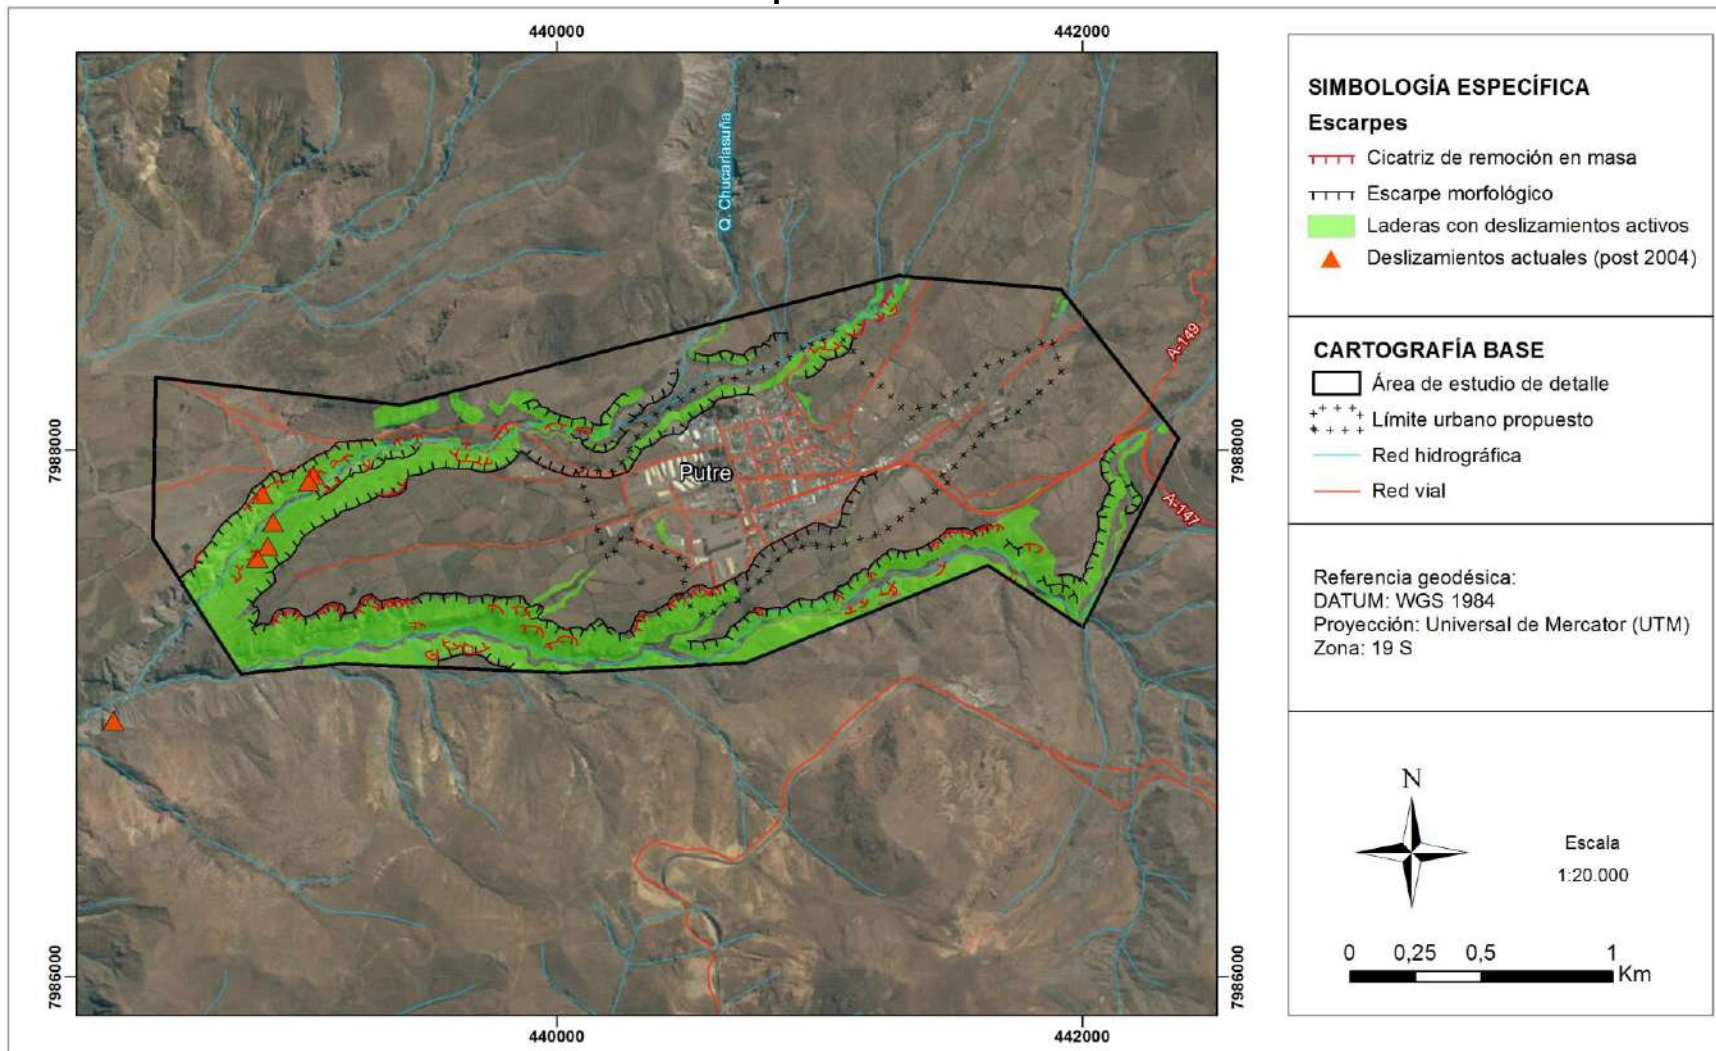 440000
442000
7988000
7986000
7988000
7986000
440000
442000
Q. Chucarlasuña
Putre
A-149
A-147
SIMBOLOGÍA ESPECÍFICA
Escarpes
Cicatriz de remoción en masa
Escarpe morfológico
Laderas con deslizamientos activos
Deslizamientos actuales (post 2004)
CARTOGRAFÍA BASE
Área de estudio de detalle
Límite urbano propuesto
Red hidrográfica
Red vial
Referencia geodésica:
DATUM: WGS 1984
Proyección: Universal de Mercator (UTM)
Zona: 19 S
N
Escala
1:20.000
0 0,25 0,5 1
Km